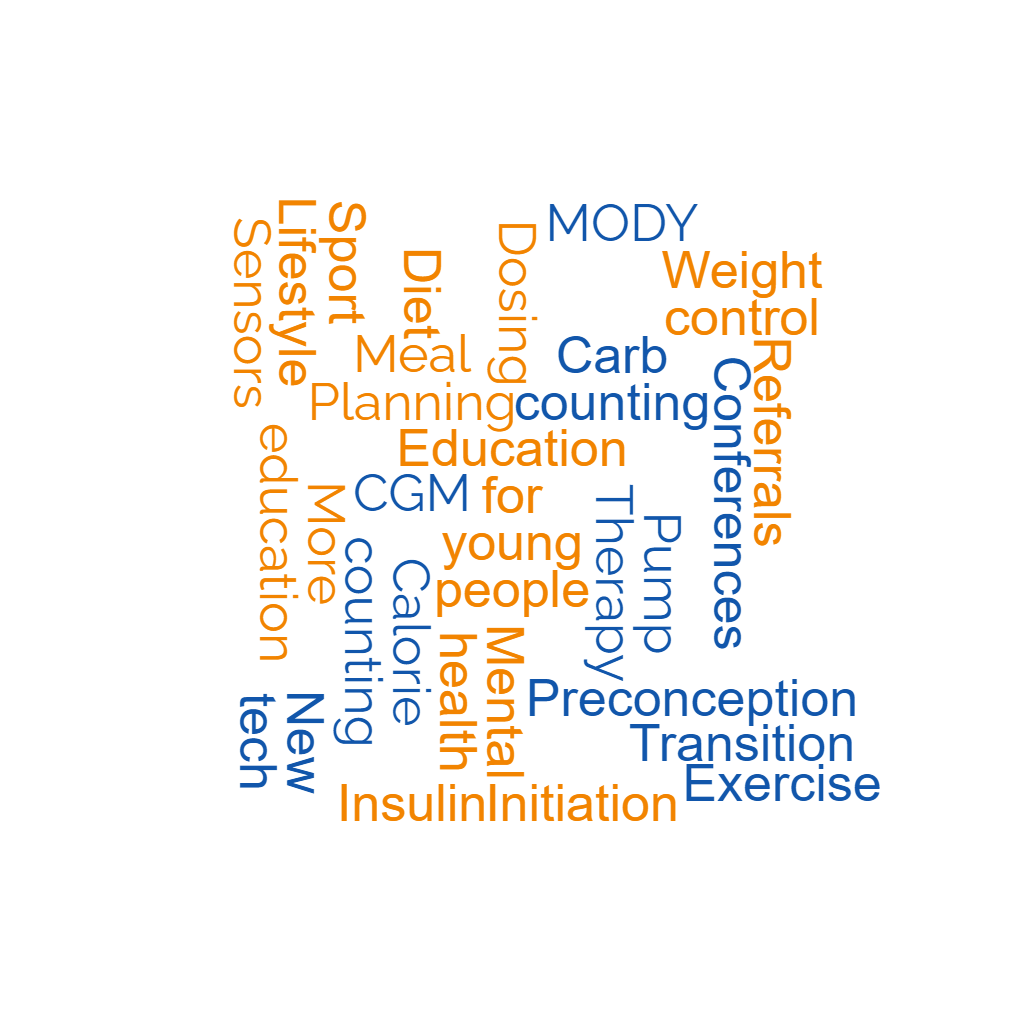 MODY
Sport
Lifestyle
Sensors
Diet
Dosing
Weight
control
Meal
Planning
Carb
counting
Referrals
Conferences
Education
for
young
people
CGM
More
education
Pump
Therapy
Calorie
counting
Mental
health
New
tech
Preconception
Transition
Exercise
InsulinInitiation